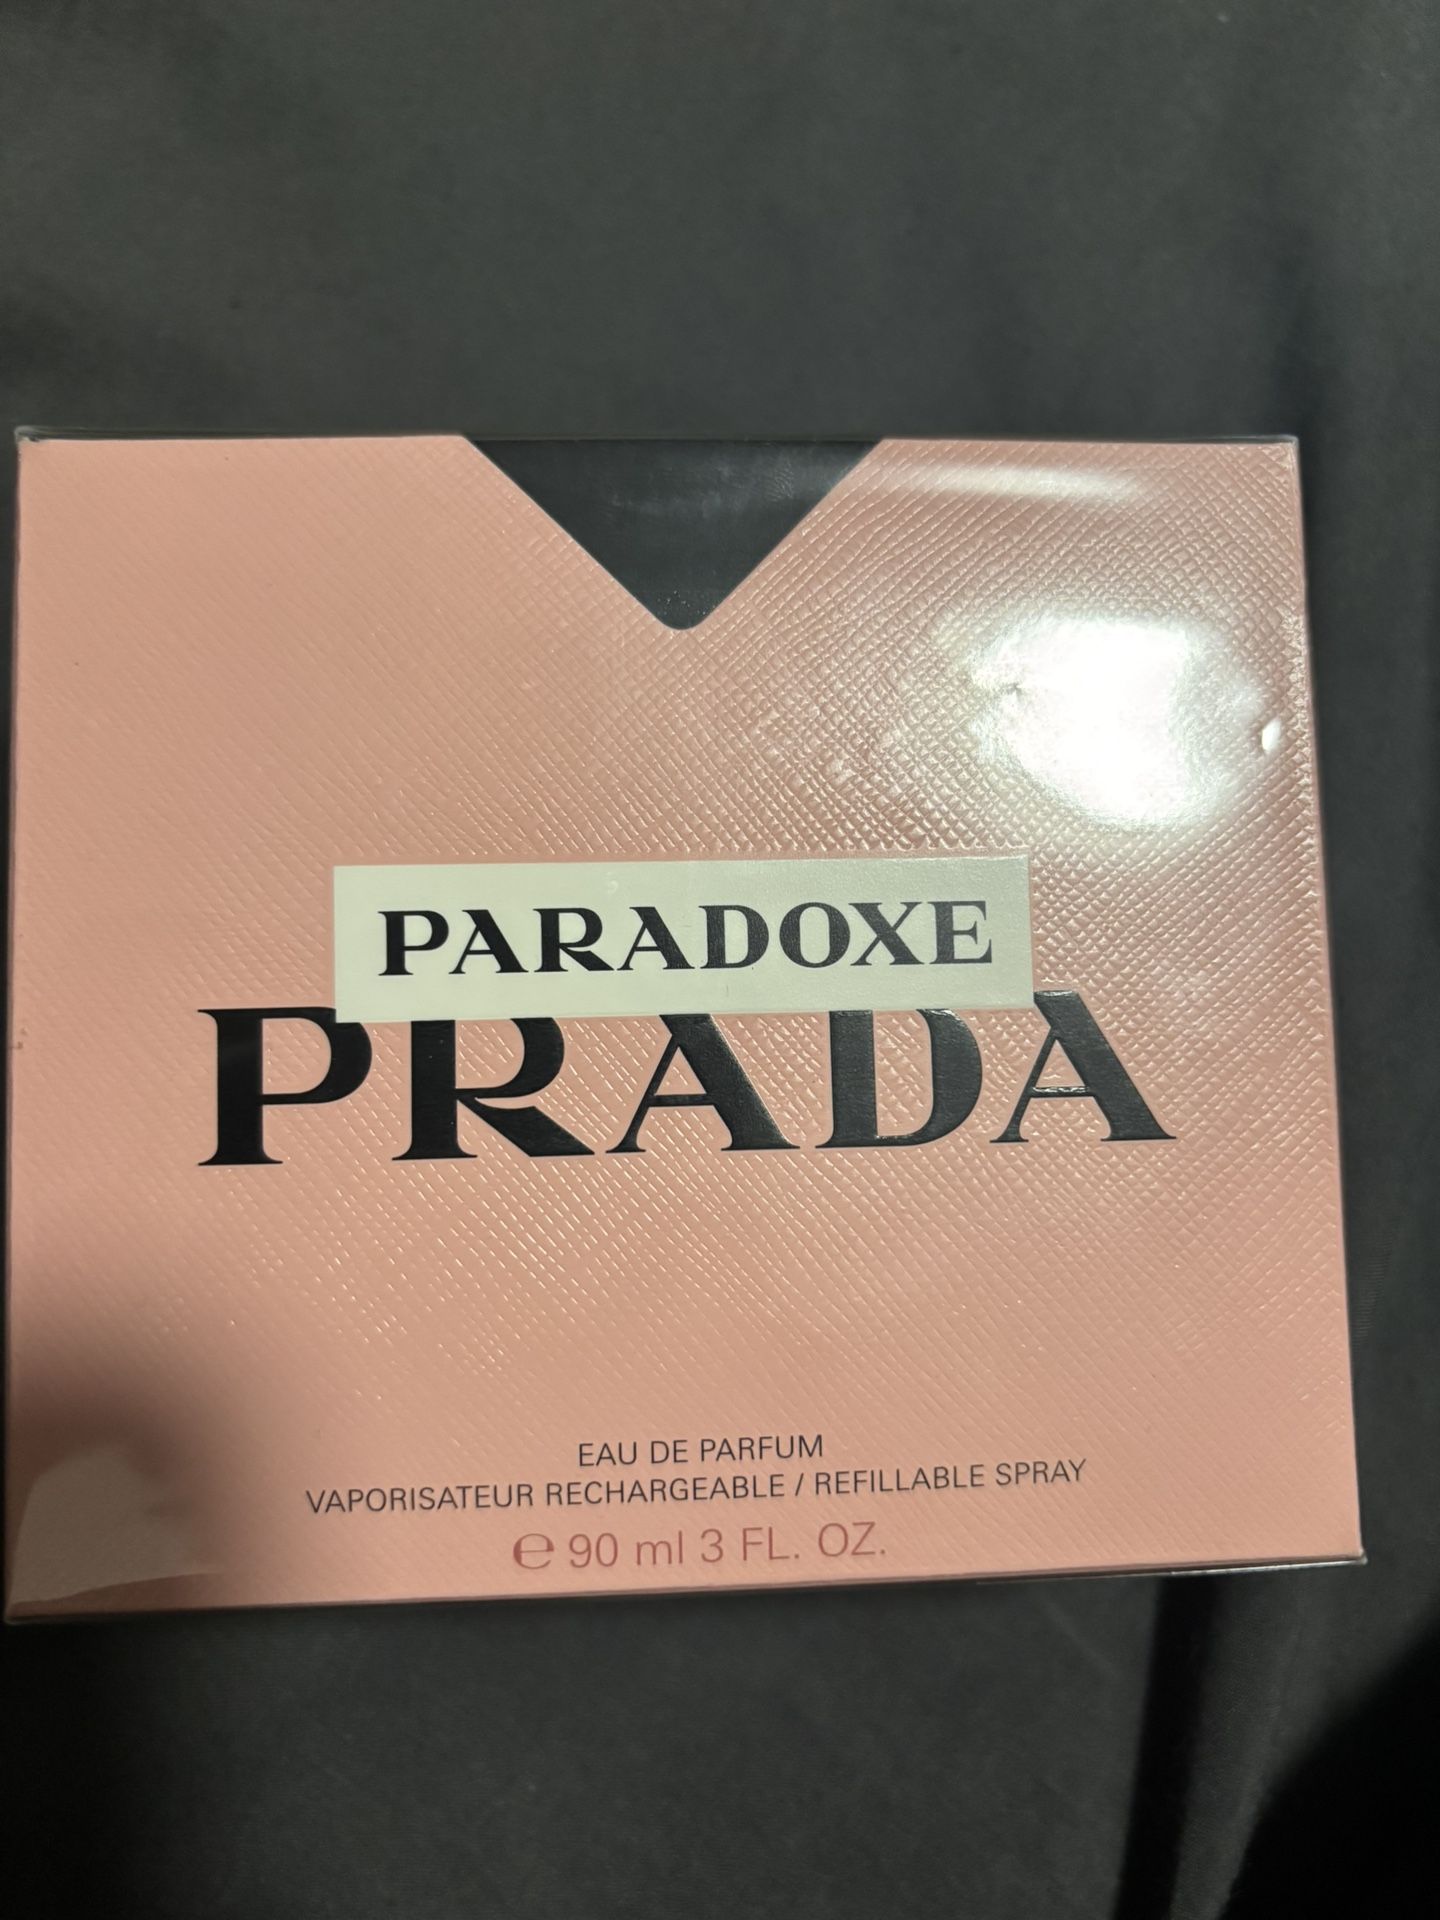 PARADOXE
PRADA
EAU DE PARFUM
VAPORISATEUR RECHARGEABLE / REFILLABLE SPRAY
℮ 90 ml 3 FL. OZ.